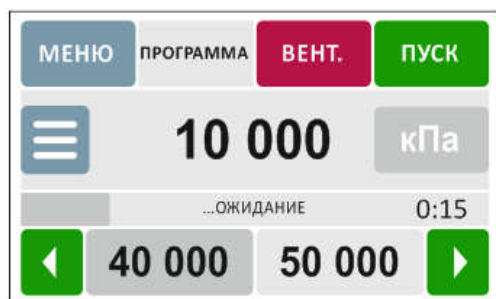 МЕНЮ ПРОГРАММА ВЕНТ. ПУСК
10 000 кПа
...ОЖИДАНИЕ 0:15
40 000 50 000